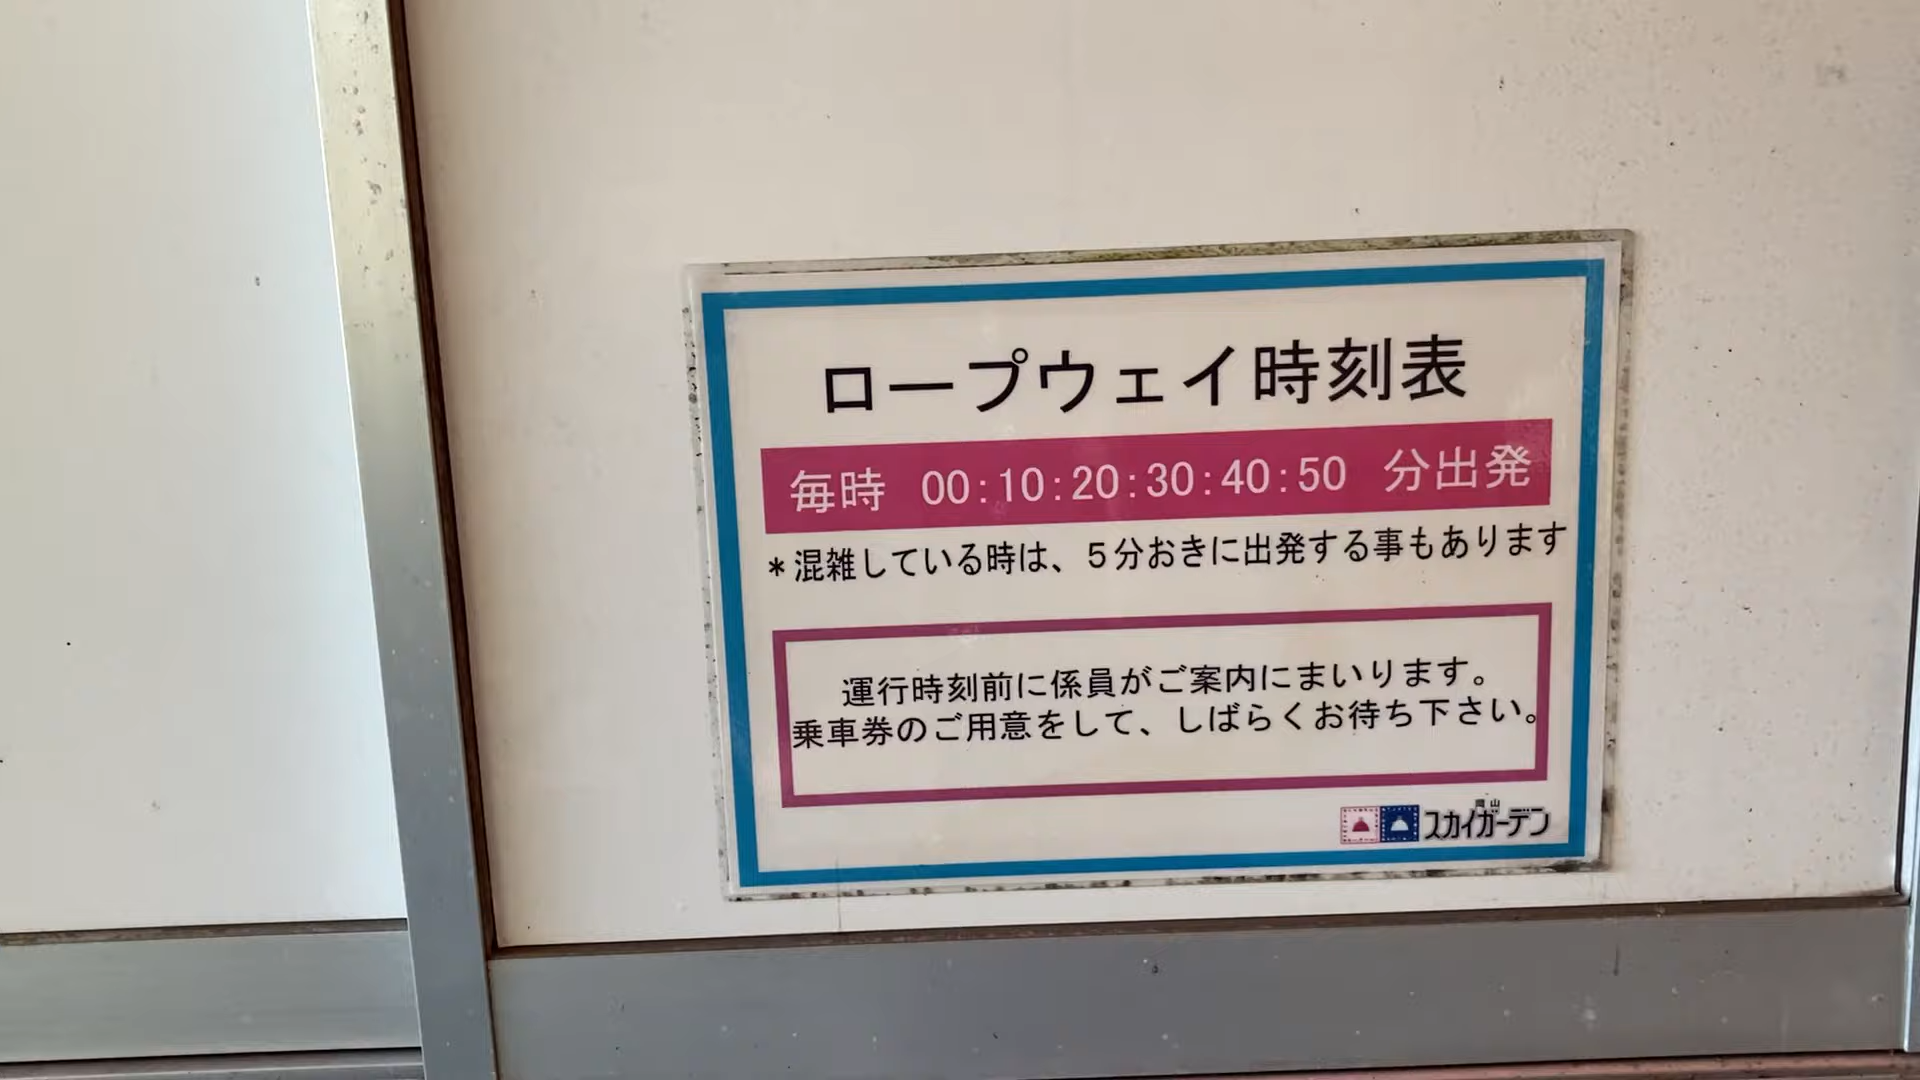 ロープウェイ時刻表
毎時 00:10:20:30:40:50 分出発
*混雑している時は、5分おきに出発する事もあります
運行時刻前に係員がご案内にまいります。
乗車券のご用意をして、しばらくお待ち下さい。
スカイガーデン